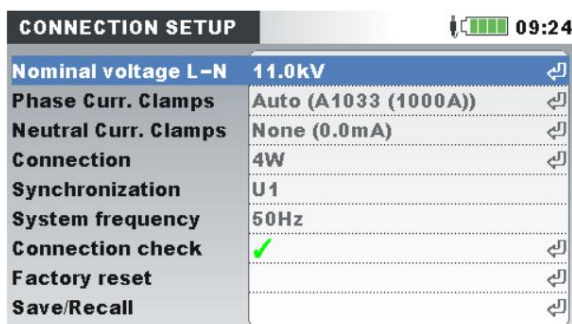 CONNECTION SETUP 09:24
Nominal voltage L-N 11.0kV
Phase Curr. Clamps Auto (A1033 (1000A))
Neutral Curr. Clamps None (0.0mA)
Connection 4W
Synchronization U1
System frequency 50Hz
Connection check ✓
Factory reset
Save/Recall